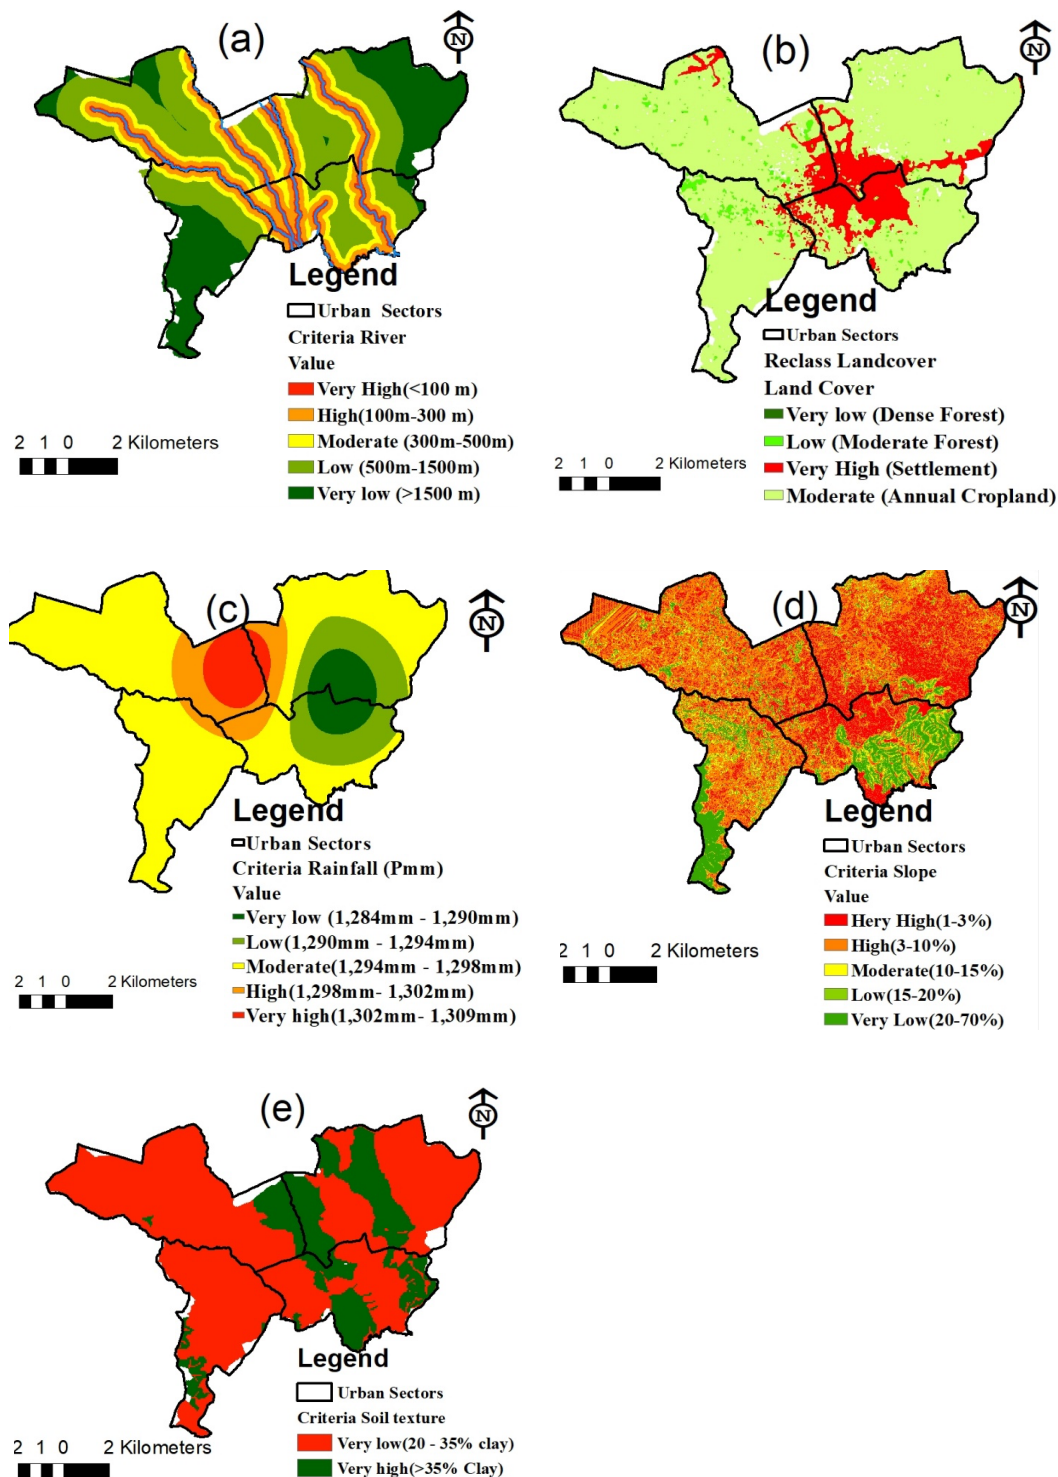 (a)
N
Legend
Urban Sectors
Criteria River
Value
Very High(<100 m)
High(100m-300 m)
Moderate (300m-500m)
Low (500m-1500m)
Very low (>1500 m)
2 1 0 2 Kilometers
(b)
N
Legend
Urban Sectors
Reclass Landcover
Land Cover
Very low (Dense Forest)
Low (Moderate Forest)
Very High (Settlement)
Moderate (Annual Cropland)
2 1 0 2 Kilometers
(c)
N
Legend
Urban Sectors
Criteria Rainfall (Pmm)
Value
Very low (1,284mm - 1,290mm)
Low(1,290mm - 1,294mm)
Moderate(1,294mm - 1,298mm)
High(1,298mm- 1,302mm)
Very high(1,302mm- 1,309mm)
2 1 0 2 Kilometers
(d)
N
Legend
Urban Sectors
Criteria Slope
Value
Hery High(1-3%)
High(3-10%)
Moderate(10-15%)
Low(15-20%)
Very Low(20-70%)
2 1 0 2 Kilometers
(e)
N
Legend
Urban Sectors
Criteria Soil texture
Very low(20 - 35% clay)
Very high(>35% Clay)
2 1 0 2 Kilometers